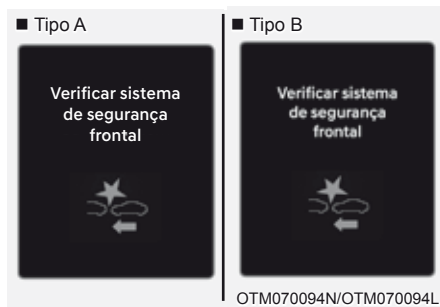 ■ Tipo A
Verificar sistema
de segurança
frontal
■ Tipo B
Verificar sistema
de segurança
frontal
OTM070094N/OTM070094L